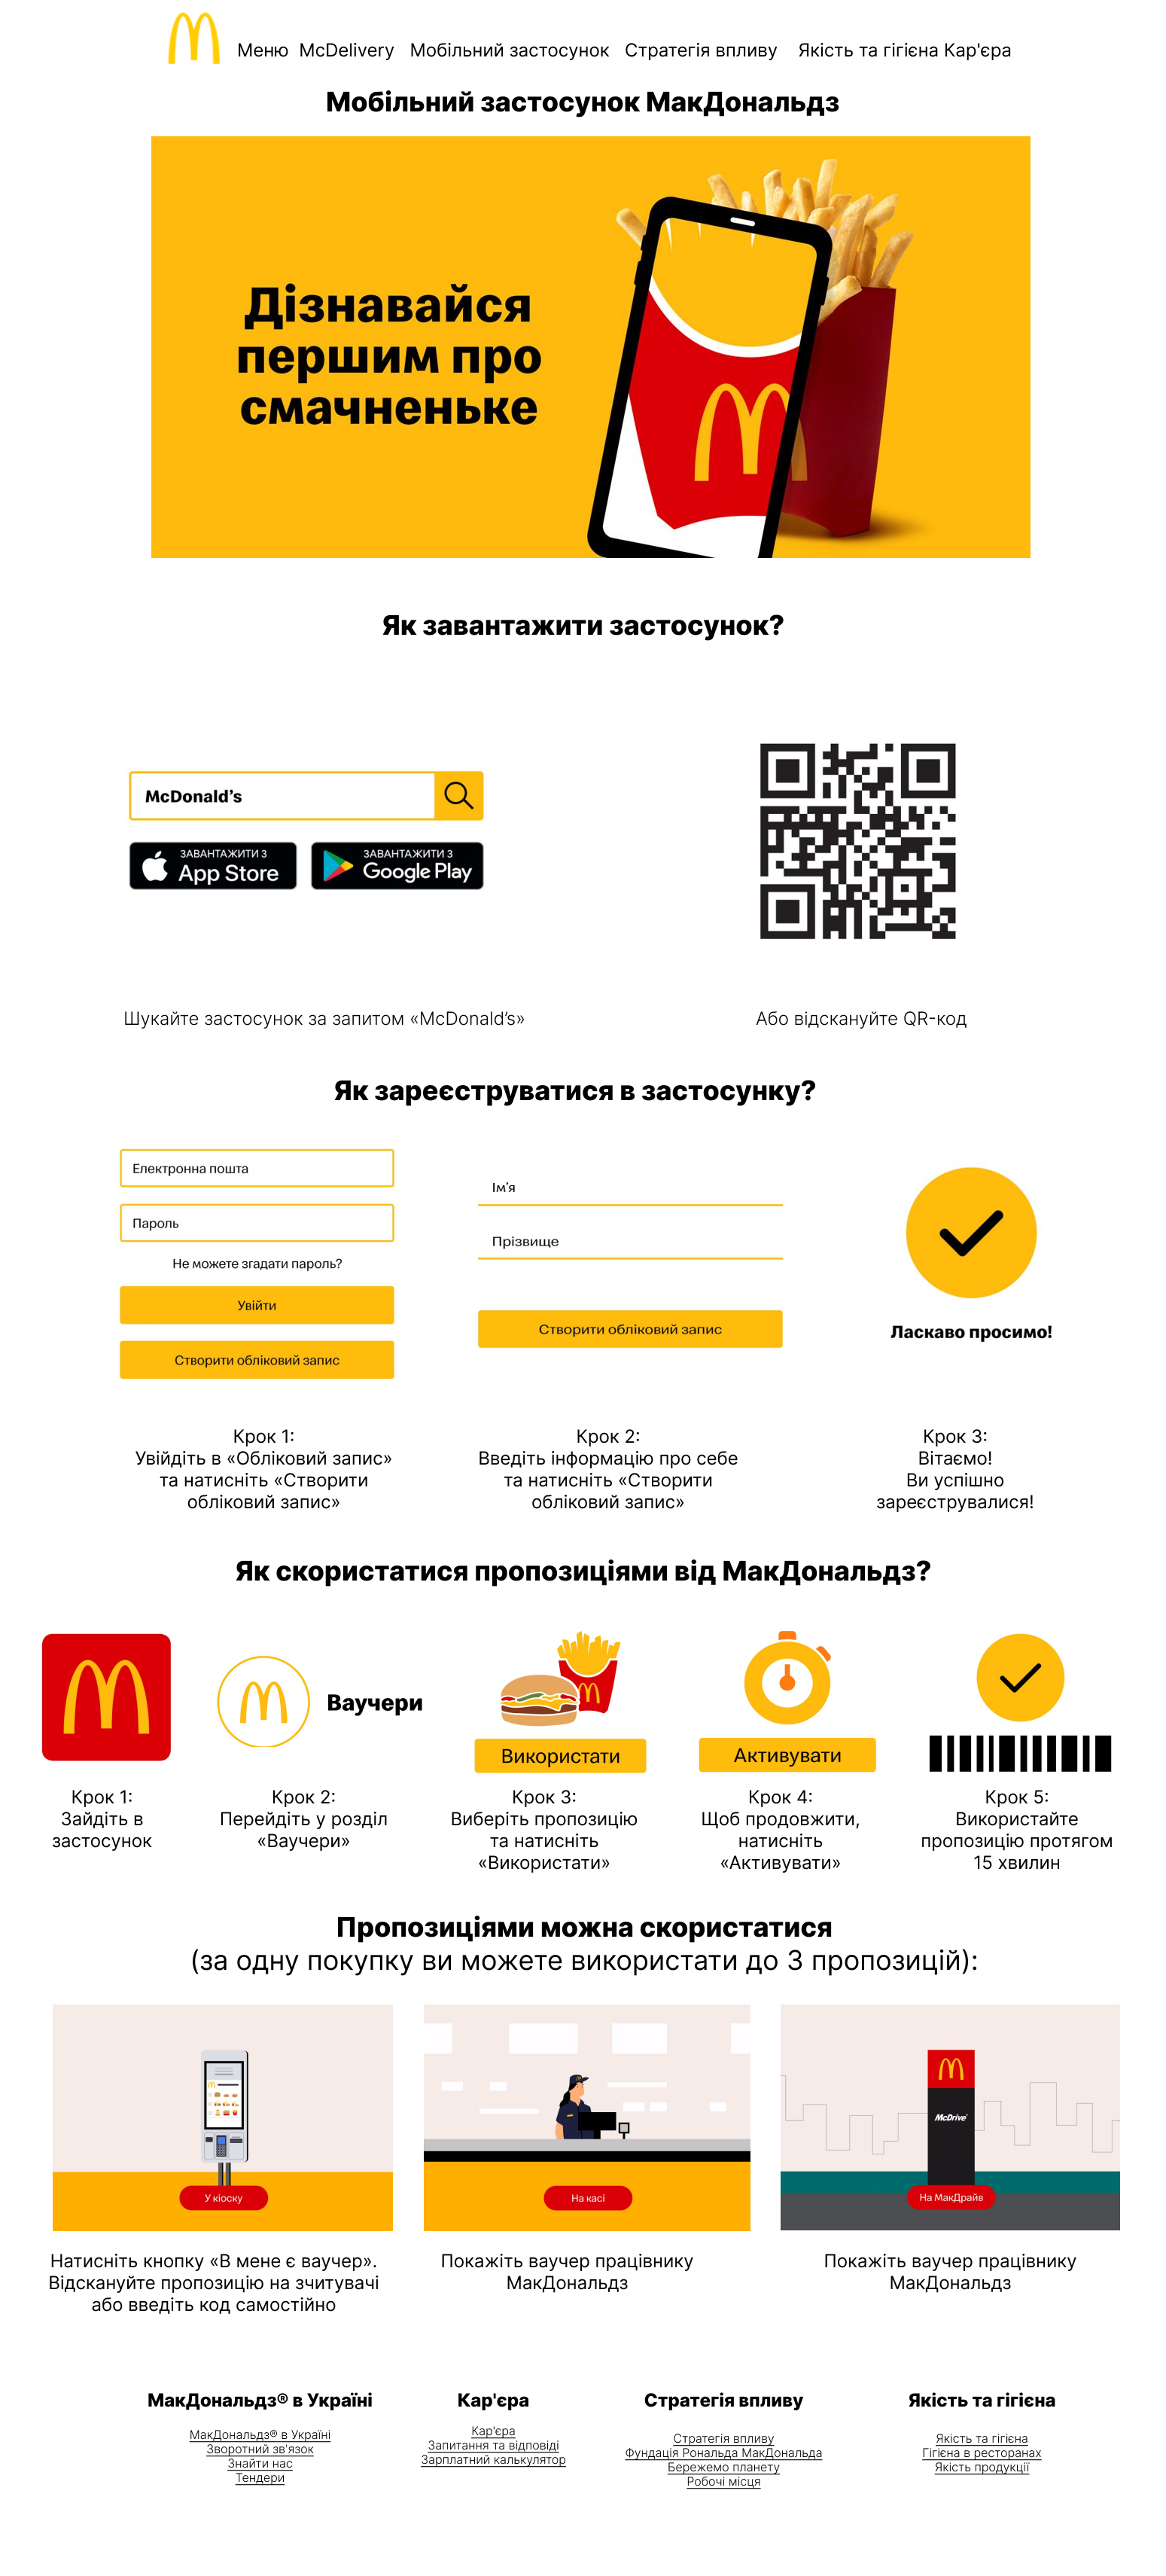 Меню McDelivery Мобільний застосунок Стратегія впливу Якість та гігієна Кар'єра
Мобільний застосунок МакДональдз
Дізнавайся
першим про
смачненьке
Як завантажити застосунок?
McDonald’s
ЗАВАНТАЖИТИ З
App Store
ЗАВАНТАЖИТИ З
Google Play
Шукайте застосунок за запитом «McDonald’s»
Або відскануйте QR-код
Як зареєструватися в застосунку?
Електронна пошта
Пароль
Не можете згадати пароль?
Увійти
Створити обліковий запис
Ім’я
Прізвище
Створити обліковий запис
Ласкаво просимо!
Крок 1:
Увійдіть в «Обліковий запис»
та натисніть «Створити
обліковий запис»
Крок 2:
Введіть інформацію про себе
та натисніть «Створити
обліковий запис»
Крок 3:
Вітаємо!
Ви успішно
зареєструвалися!
Як скористатися пропозиціями від МакДональдз?
Ваучери
Використати
Активувати
Крок 1:
Зайдіть в
застосунок
Крок 2:
Перейдіть у розділ
«Ваучери»
Крок 3:
Виберіть пропозицію
та натисніть
«Використати»
Крок 4:
Щоб продовжити,
натисніть
«Активувати»
Крок 5:
Використайте
пропозицію протягом
15 хвилин
Пропозиціями можна скористатися
(за одну покупку ви можете використати до 3 пропозицій):
У кіоску
На касі
McDrive
На МакДрайв
Натисніть кнопку «В мене є ваучер».
Відскануйте пропозицію на зчитувачі
або введіть код самостійно
Покажіть ваучер працівнику
МакДональдз
Покажіть ваучер працівнику
МакДональдз
МакДональдз® в Україні
МакДональдз® в Україні
Зворотний зв'язок
Знайти нас
Тендери
Кар'єра
Кар'єра
Запитання та відповіді
Зарплатний калькулятор
Стратегія впливу
Стратегія впливу
Фундація Рональда МакДональда
Бережемо планету
Робочі місця
Якість та гігієна
Якість та гігієна
Гігієна в ресторанах
Якість продукції